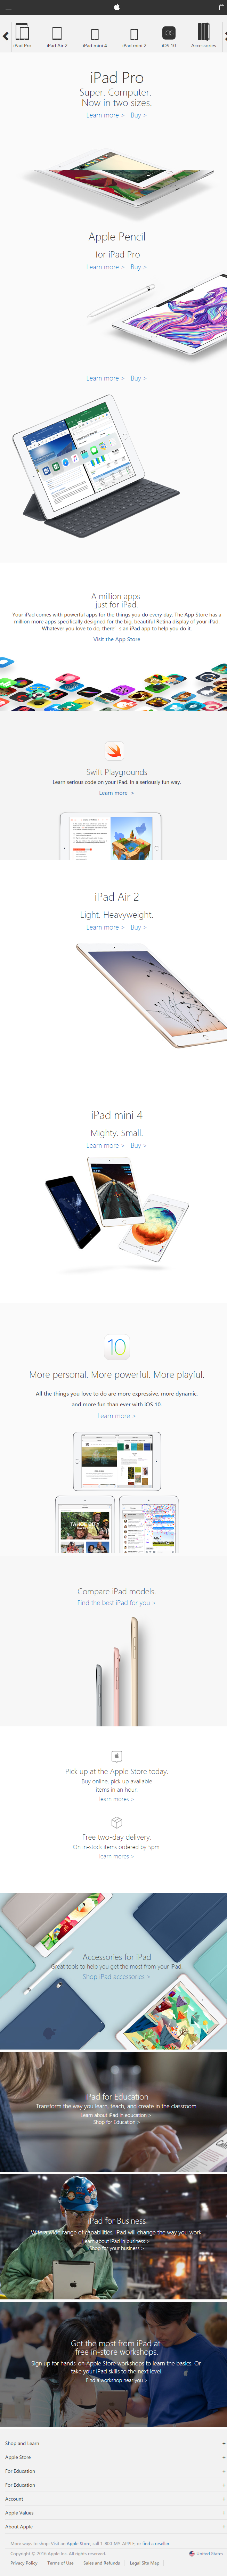 iPad Pro
iPad Air 2
iPad mini 4
iPad mini 2
iOS
iOS 10
Accessories
iPad Pro
Super. Computer.
Now in two sizes.
Learn more > Buy >
Apple Pencil
for iPad Pro
Learn more > Buy >
Learn more > Buy >
A million apps
just for iPad.
Your iPad comes with powerful apps for the things you do every day. The App Store has a
million more apps specifically designed for the big, beautiful Retina display of your iPad.
Whatever you love to do, there s an iPad app to help you do it.
Visit the App Store
Swift Playgrounds
Learn serious code on your iPad. In a seriously fun way.
Learn more +
iPad Air 2
Light. Heavyweight.
Learn more > Buy >
iPad mini 4
Mighty. Small.
Learn more > Buy >
10
More personal. More powerful. More playful.
All the things you love to do are more expressive, more dynamic,
and more fun than ever with iOS 10.
Learn more >
Compare iPad models.
Find the best iPad for you >
Pick up at the Apple Store today.
Buy online, pick up available
items in an hour.
learn mores >
Free two-day delivery.
On in-stock items ordered by 5pm.
learn mores >
Accessories for iPad
Great tools to help you get the most from your iPad.
Shop iPad accessories >
iPad for Education
Transform the way you learn, teach, and create in the classroom.
Learn about iPad in education >
Shop for Education >
iPad for Business
With a wide range of capabilities, iPad will change the way you work.
Learn about iPad in business >
Shop for your business >
Get the most from iPad at
free in-store workshops.
Sign up for hands-on Apple Store workshops to learn the basics. Or
take your iPad skills to the next level.
Find a workshop near you >
Shop and Learn +
Apple Store +
For Education +
For Education +
Account +
Apple Values +
About Apple +
More ways to shop: Visit an Apple Store, call 1-800-MY-APPLE, or find a reseller.
Copyright © 2016 Apple Inc. All rights reserved.
United States
Privacy Policy | Terms of Use | Sales and Refunds | Legal Site Map |